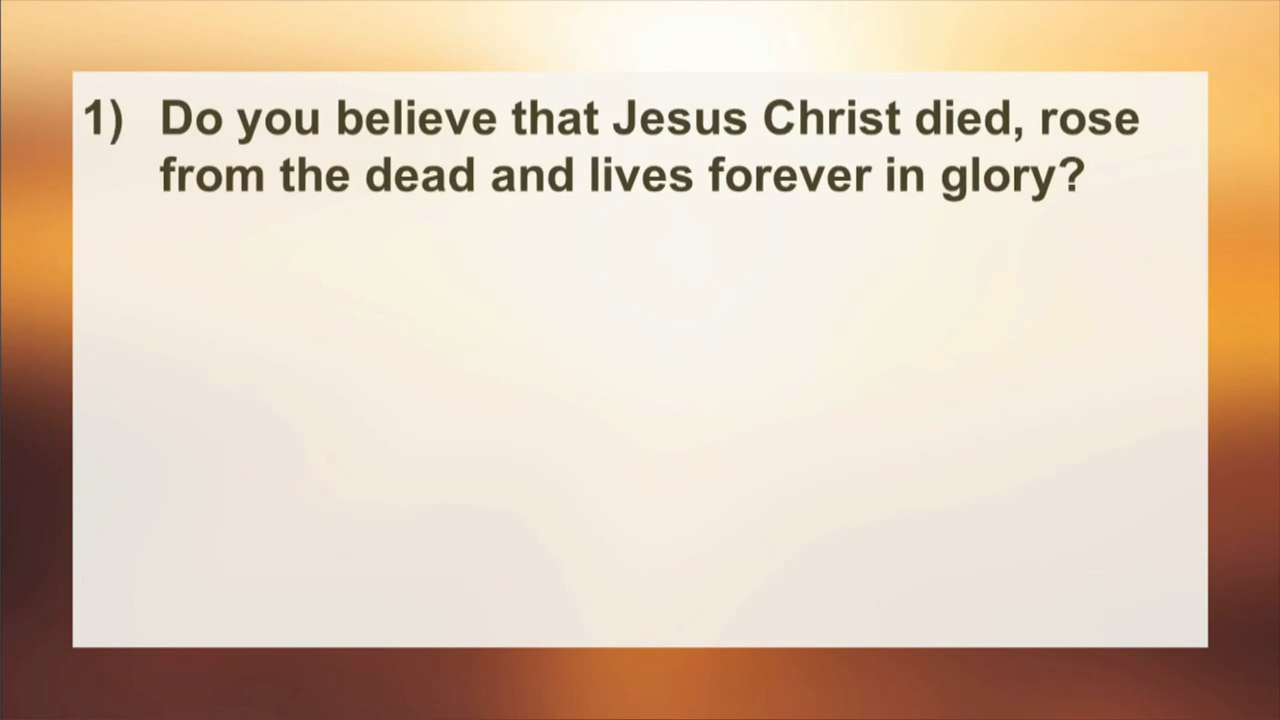 1) Do you believe that Jesus Christ died, rose
from the dead and lives forever in glory?